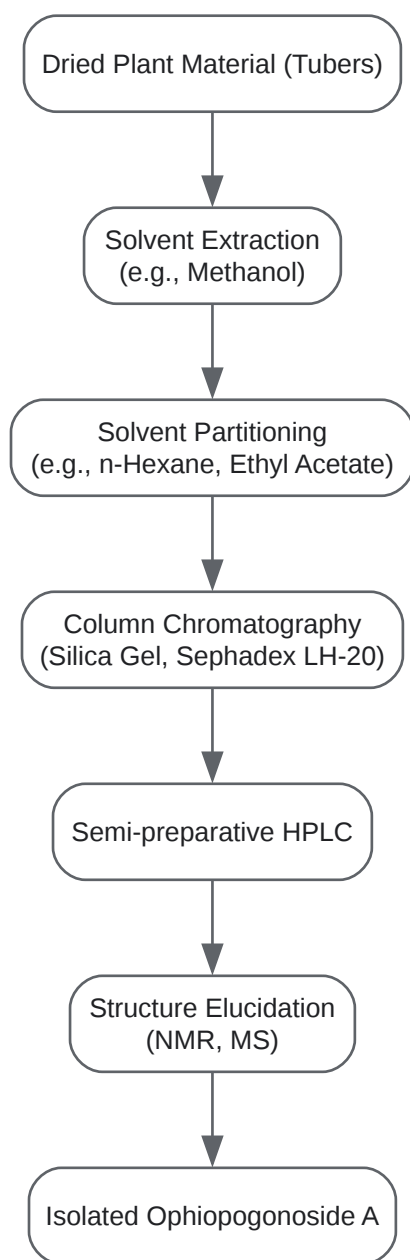 Dried Plant Material (Tubers)
Solvent Extraction
(e.g., Methanol)
Solvent Partitioning
(e.g., n-Hexane, Ethyl Acetate)
Column Chromatography
(Silica Gel, Sephadex LH-20)
Semi-preparative HPLC
Structure Elucidation
(NMR, MS)
Isolated Ophiopogonoside A